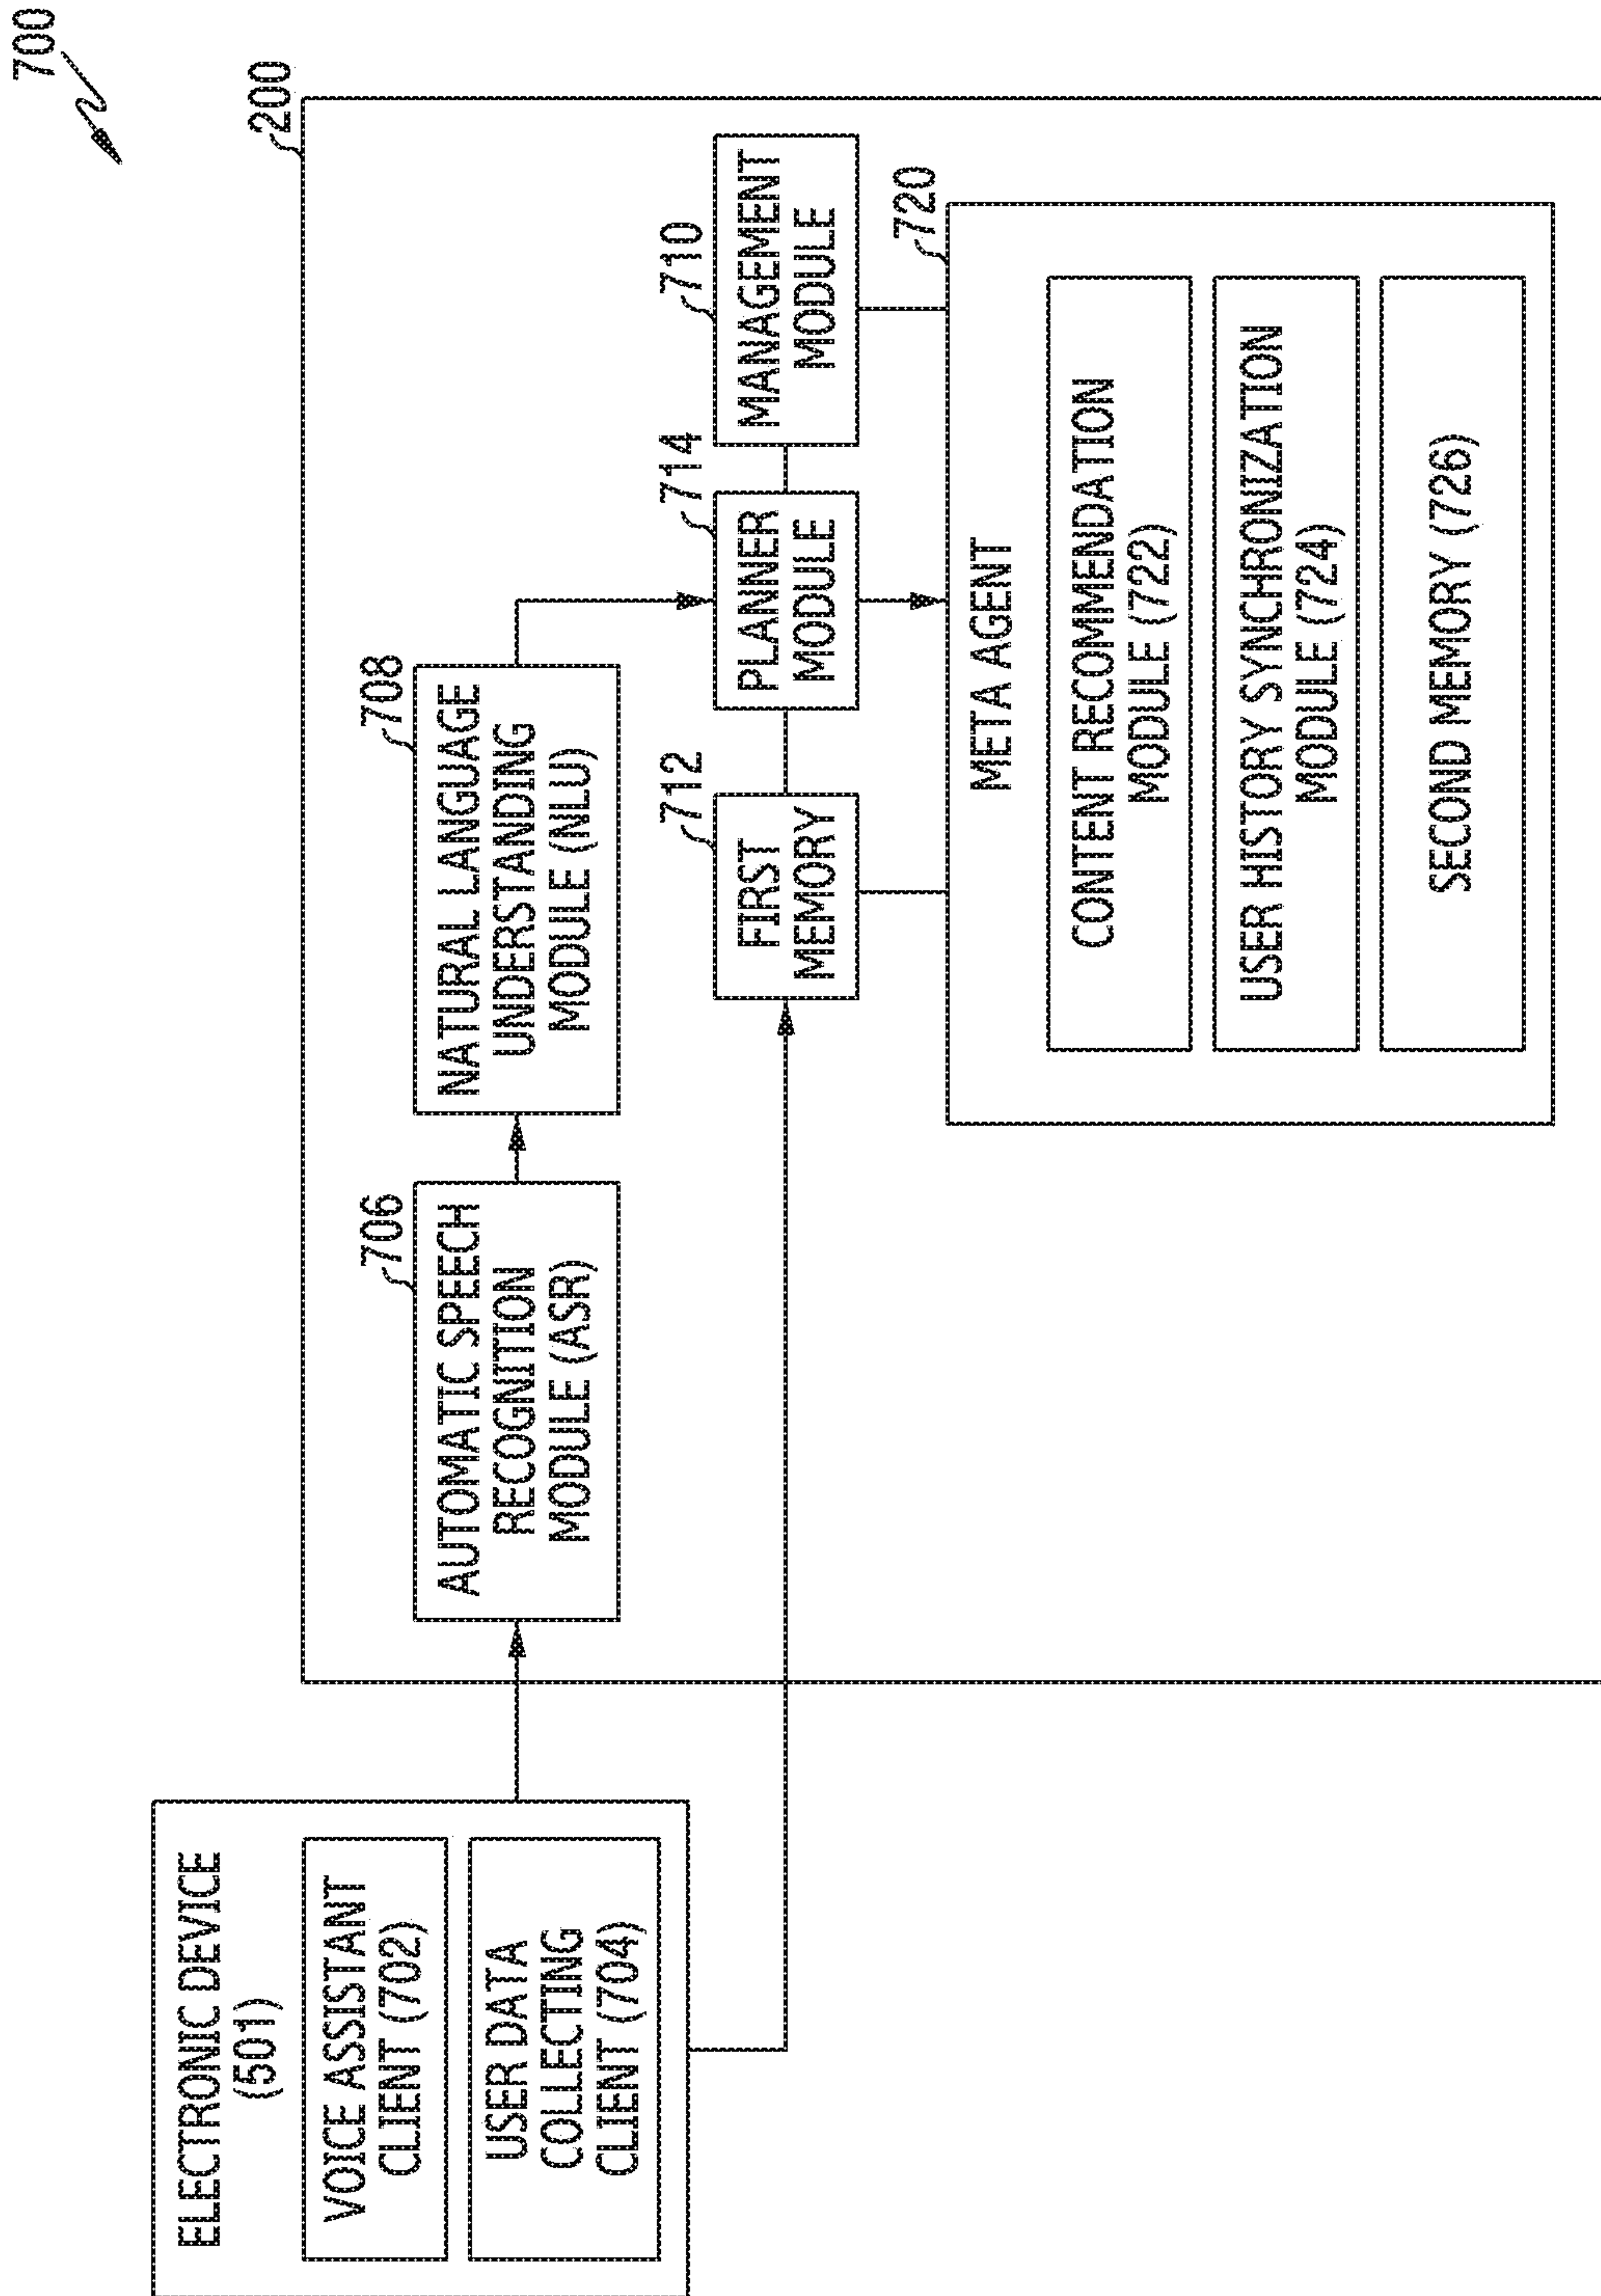 700
200
ELECTRONIC DEVICE
(501)
VOICE ASSISTANT
CLIENT (702)
USER DATA
COLLECTING
CLIENT (704)
706
AUTOMATIC SPEECH
RECOGNITION
MODULE (ASR)
708
NATURAL LANGUAGE
UNDERSTANDING
MODULE (NLU)
712
FIRST
MEMORY
714
PLANNER
MODULE
710
MANAGEMENT
MODULE
720
META AGENT
CONTENT RECOMMENDATION
MODULE (722)
USER HISTORY SYNCHRONIZATION
MODULE (724)
SECOND MEMORY (726)